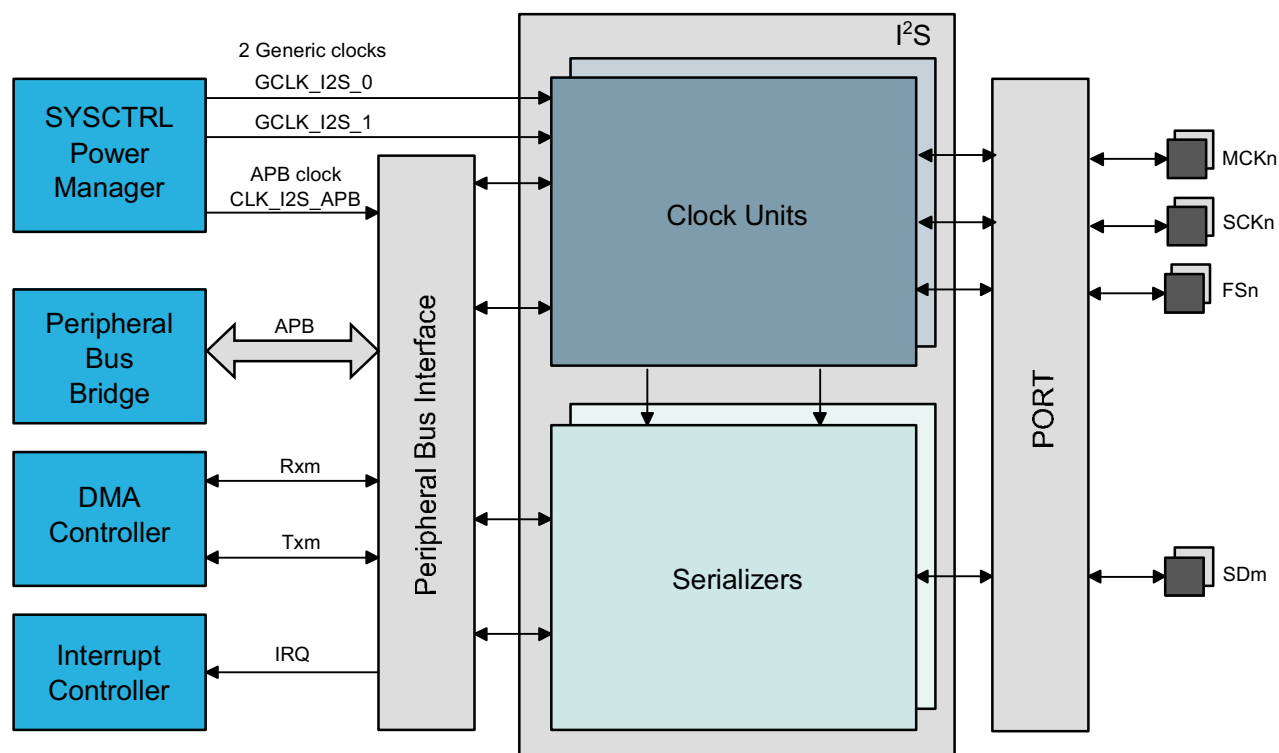 I²S
2 Generic clocks
GCLK_I2S_0
GCLK_I2S_1
SYSCTRL
Power
Manager
APB clock
CLK_I2S_APB
Peripheral
Bus
Bridge
APB
DMA
Controller
Rxm
Txm
Interrupt
Controller
IRQ
Peripheral Bus Interface
Clock Units
Serializers
PORT
MCKn
SCKn
FSn
SDm